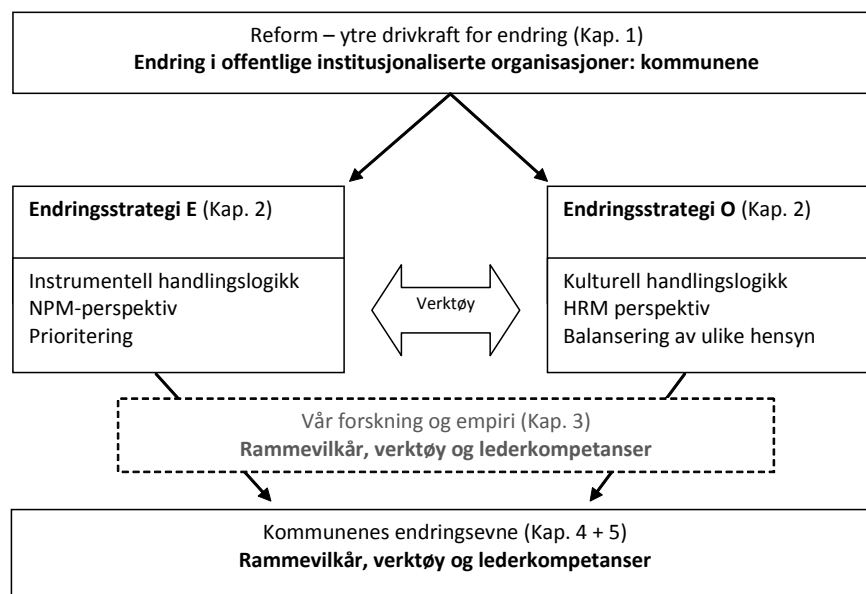 Reform – ytre drivkraft for endring (Kap. 1)
Endring i offentlige institusjonaliserte organisasjoner: kommunene
Endringsstrategi E (Kap. 2)
Instrumentell handlingslogikk
NPM-perspektiv
Prioritering
Verktøy
Endringsstrategi O (Kap. 2)
Kulturell handlingslogikk
HRM perspektiv
Balansering av ulike hensyn
Vår forskning og empiri (Kap. 3)
Rammevilkår, verktøy og lederkompetanser
Kommunenes endringsevne (Kap. 4 + 5)
Rammevilkår, verktøy og lederkompetanser